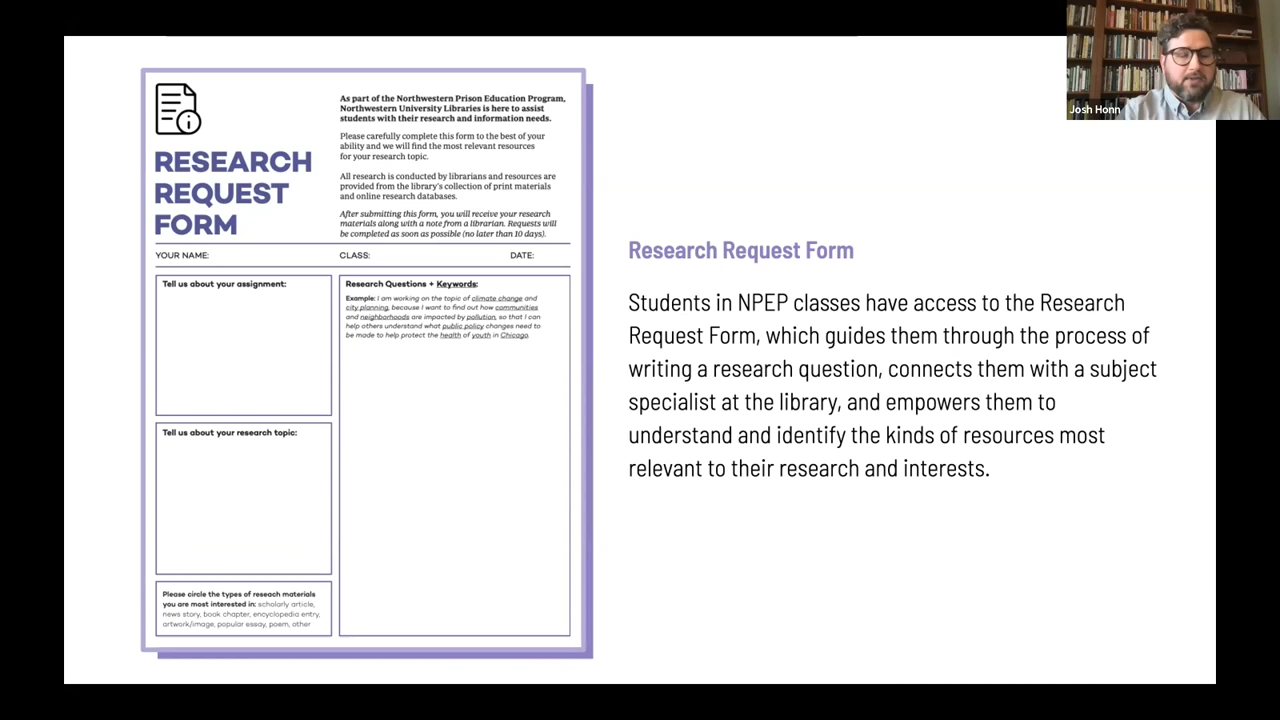 RESEARCH
REQUEST
FORM
As part of the Northwestern Prison Education Program,
Northwestern University Libraries is here to assist
students with their research and information needs.
Please carefully complete this form to the best of your
ability and we will find the most relevant resources
for your research topic.
All research is conducted by librarians and resources are
provided from the library's collection of print materials
and online research databases.
After submitting this form, you will receive your research
materials along with a note from a librarian. Requests will
be completed as soon as possible (no later than 10 days).
YOUR NAME: CLASS: DATE:
Tell us about your assignment:
Tell us about your research topic:
Please circle the types of reseach materials
you are most interested in: scholarly article,
news story, book chapter, encyclopedia entry,
artwork/image, popular essay, poem, other
Research Questions + Keywords:
Example: I am working on the topic of climate change and
city planning, because I want to find out how communities
and neighborhoods are impacted by pollution, so that I can
help others understand what public policy changes need to
be made to help protect the health of youth in Chicago.
Research Request Form
Students in NPEP classes have access to the Research
Request Form, which guides them through the process of
writing a research question, connects them with a subject
specialist at the library, and empowers them to
understand and identify the kinds of resources most
relevant to their research and interests.
Josh Honn